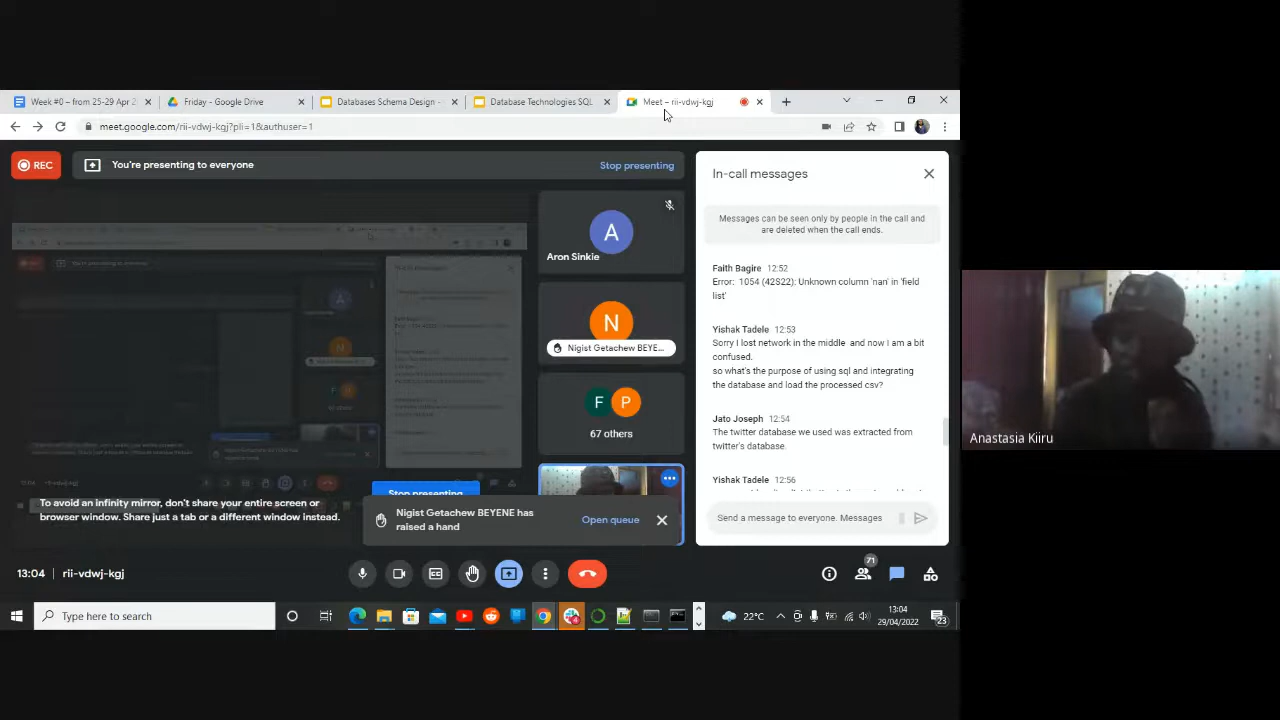 Week #0 – from 25-29 Apr 2
Friday - Google Drive
Databases Schema Design -
Database Technologies SQL
Meet – rii-vdwj-kgj
meet.google.com/rii-vdwj-kgj?pli=1&authuser=1
REC
You're presenting to everyone
Stop presenting
In-call messages
Messages can be seen only by people in the call and
are deleted when the call ends.
A
Aron Sinkie
N
Nigist Getachew BEYE...
F P
67 others
Faith Bagire 12:52
Error: 1054 (42S22): Unknown column 'nan' in 'field
list'
Yishak Tadele 12:53
Sorry I lost network in the middle and now I am a bit
confused.
so what's the purpose of using sql and integrating
the database and load the processed csv?
Jato Joseph 12:54
The twitter database we used was extracted from
twitter's database.
Yishak Tadele 12:56
Send a message to everyone. Messages
Anastasia Kiiru
Stop presenting
To avoid an infinity mirror, don't share your entire screen or
browser window. Share just a tab or a different window instead.
Nigist Getachew BEYENE has
raised a hand
Open queue
13:04 | rii-vdwj-kgj
71
Type here to search
22°C
13:04
29/04/2022
23